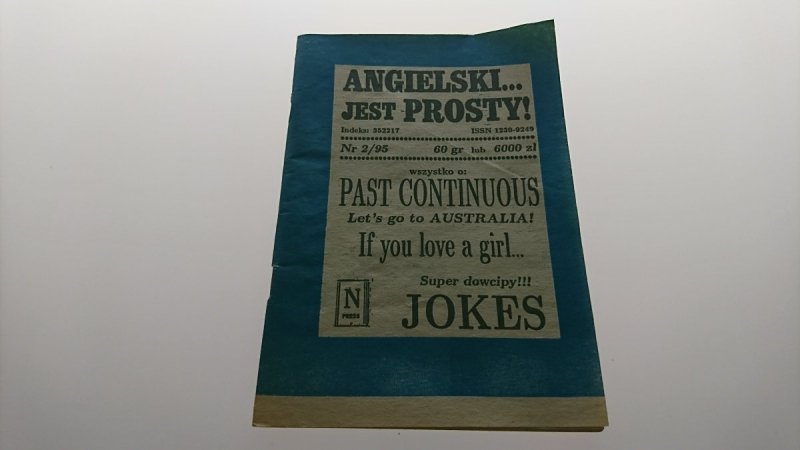 ANGIELSKI...
JEST PROSTY!
Indeks: 352217 ISSN 1230-9249
Nr 2/95 60 gr lub 6000 zł
wszystko o:
PAST CONTINUOUS
Let's go to AUSTRALIA!
If you love a girl...
Super dowcipy!!!
JOKES
N
PRESS